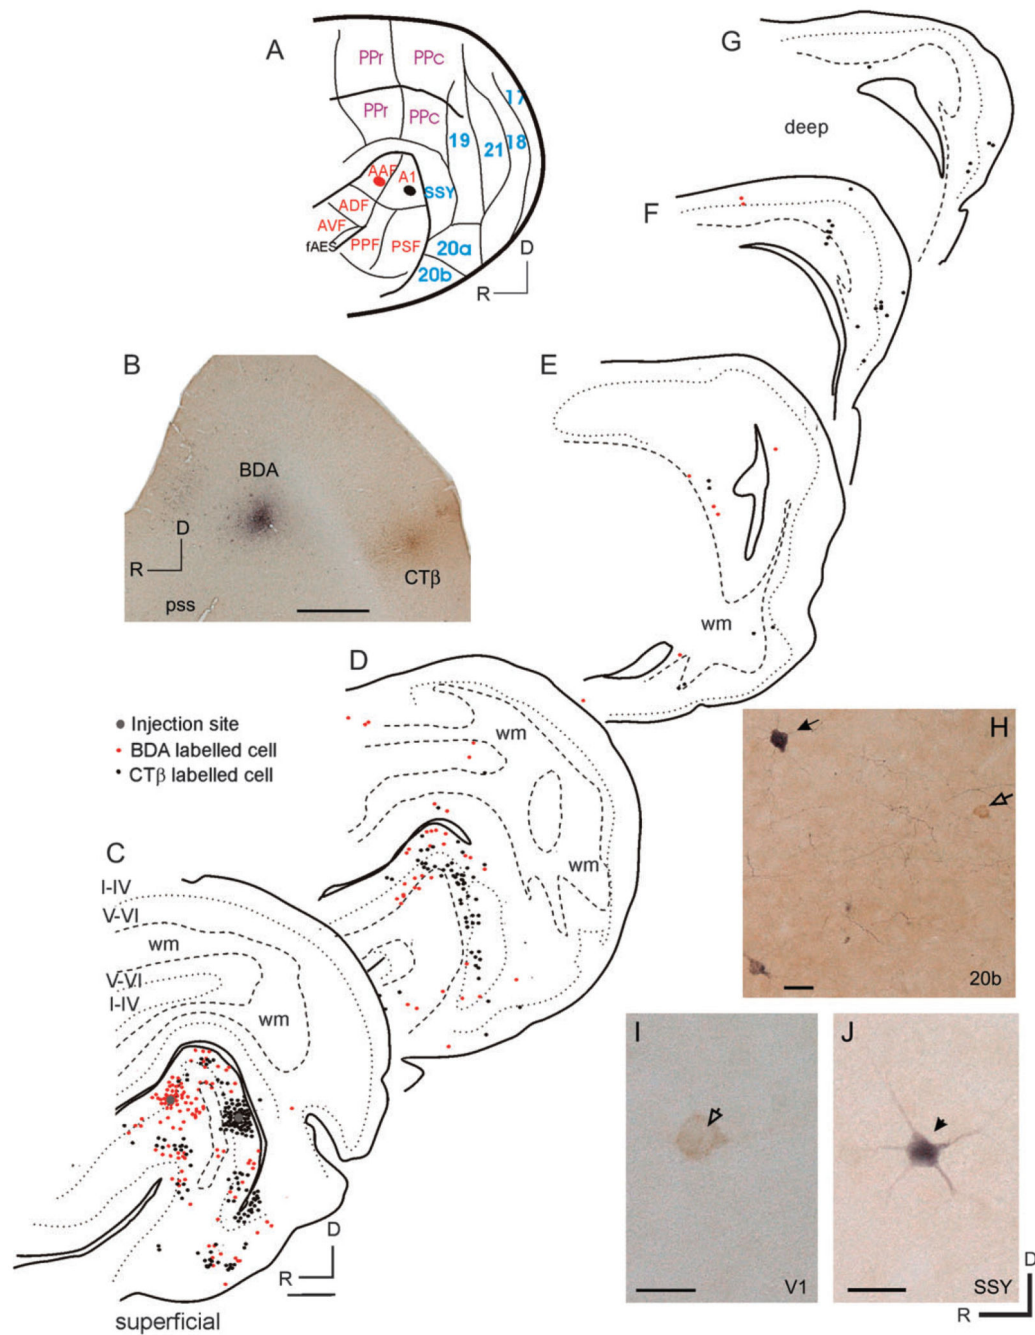 A
PPr
PPc
PPr
PPc
17
19
21
18
AAF
A1
SSY
ADF
AVF
fAES
PPF
PSF
20a
20b
D
R
G
deep
F
B
BDA
D
R
CTβ
pss
E
wm
D
wm
wm
Injection site
BDA labelled cell
CTβ labelled cell
C
I-IV
V-VI
wm
V-VI
I-IV
wm
D
R
superficial
H
20b
I
V1
J
SSY
D
R